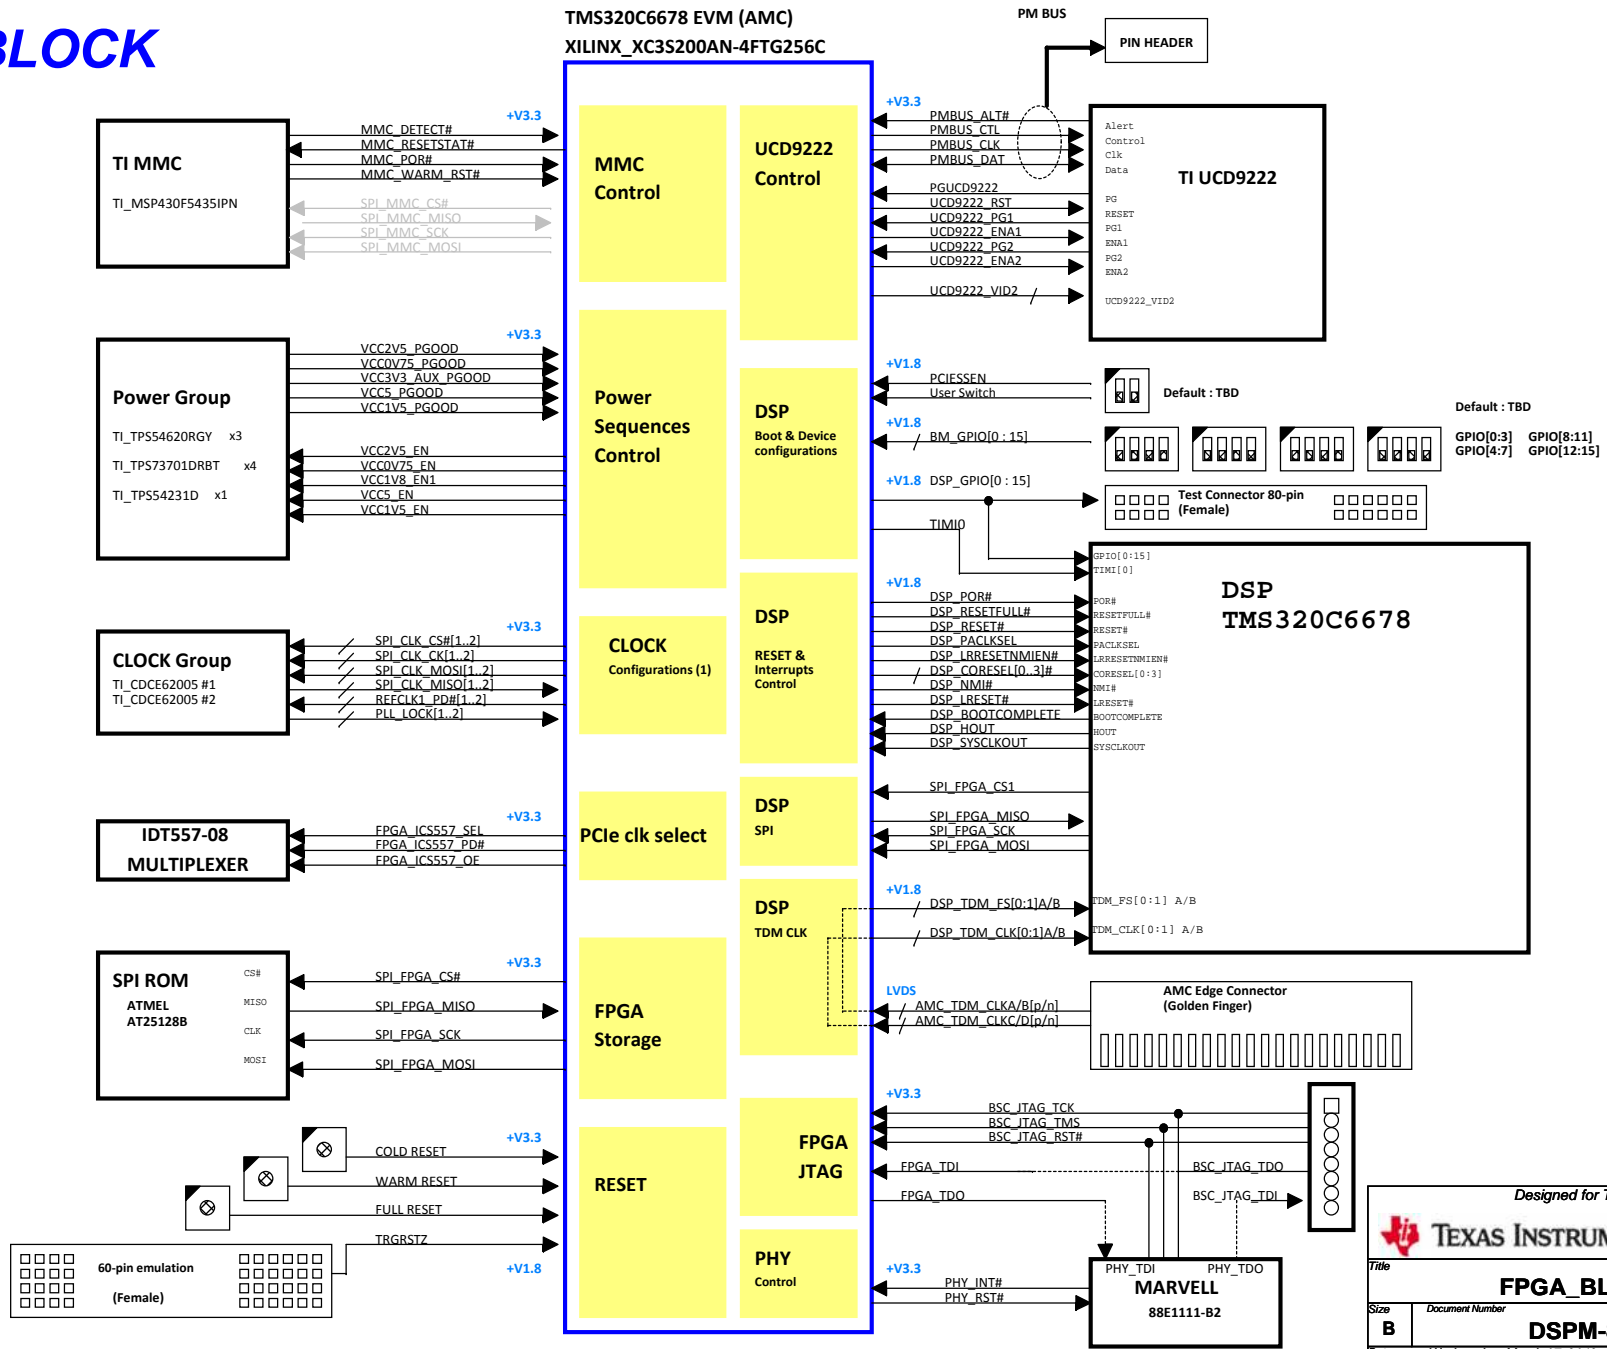 BLOCK
TMS320C6678 EVM (AMC)
XILINX_XC3S200AN-4FTG256C
PM BUS
PIN HEADER
TI MMC
TI_MSP430F5435IPN
+V3.3
MMC_DETECT#
MMC_RESETSTAT#
MMC_POR#
MMC_WARM_RST#
SPI_MMC_CS#
SPI_MMC_MISO
SPI_MMC_SCK
SPI_MMC_MOSI
MMC
Control
UCD9222
Control
+V3.3
PMBUS_ALT#
PMBUS_CTL
PMBUS_CLK
PMBUS_DAT
PGUCD9222
UCD9222_RST
UCD9222_PG1
UCD9222_ENA1
UCD9222_PG2
UCD9222_ENA2
UCD9222_VID2
Alert
Control
Clk
Data
PG
RESET
PG1
ENA1
PG2
ENA2
UCD9222_VID2
TI UCD9222
Power Group
TI_TPS54620RGY x3
TI_TPS73701DRBT x4
TI_TPS54231D x1
+V3.3
VCC2V5_PGOOD
VCC0V75_PGOOD
VCC3V3_AUX_PGOOD
VCC5_PGOOD
VCC1V5_PGOOD
VCC2V5_EN
VCC0V75_EN
VCC1V8_EN1
VCC5_EN
VCC1V5_EN
Power
Sequences
Control
DSP
Boot & Device
configurations
+V1.8
PCIESSEN
User Switch
+V1.8
BM_GPIO[0 : 15]
+V1.8 DSP_GPIO[0 : 15]
TIMI0
Default : TBD
Default : TBD
GPIO[0:3] GPIO[8:11]
GPIO[4:7] GPIO[12:15]
Test Connector 80-pin
(Female)
CLOCK Group
TI_CDCE62005 #1
TI_CDCE62005 #2
+V3.3
SPI_CLK_CS#[1..2]
SPI_CLK_CK[1..2]
SPI_CLK_MOSI[1..2]
SPI_CLK_MISO[1..2]
REFCLK1_PD#[1..2]
PLL_LOCK[1..2]
CLOCK
Configurations (1)
DSP
RESET &
Interrupts
Control
+V1.8
DSP_POR#
DSP_RESETFULL#
DSP_RESET#
DSP_PACLKSEL
DSP_LRRESETNMIEN#
DSP_CORESEL[0..3]#
DSP_NMI#
DSP_LRESET#
DSP_BOOTCOMPLETE
DSP_HOUT
DSP_SYSCLKOUT
GPIO[0:15]
TIMI[0]
POR#
RESETFULL#
RESET#
PACLKSEL
LRRESETNMIEN#
CORESEL[0:3]
NMI#
LRESET#
BOOTCOMPLETE
HOUT
SYSCLKOUT
DSP
TMS320C6678
IDT557-08
MULTIPLEXER
+V3.3
FPGA_ICS557_SEL
FPGA_ICS557_PD#
FPGA_ICS557_OE
PCIe clk select
DSP
SPI
SPI_FPGA_CS1
SPI_FPGA_MISO
SPI_FPGA_SCK
SPI_FPGA_MOSI
DSP
TDM CLK
+V1.8
DSP_TDM_FS[0:1]A/B
DSP_TDM_CLK[0:1]A/B
TDM_FS[0:1] A/B
TDM_CLK[0:1] A/B
LVDS
AMC_TDM_CLKA/B[p/n]
AMC_TDM_CLKC/D[p/n]
AMC Edge Connector
(Golden Finger)
SPI ROM
ATMEL
AT25128B
CS#
MISO
CLK
MOSI
+V3.3
SPI_FPGA_CS#
SPI_FPGA_MISO
SPI_FPGA_SCK
SPI_FPGA_MOSI
FPGA
Storage
FPGA
JTAG
+V3.3
BSC_JTAG_TCK
BSC_JTAG_TMS
BSC_JTAG_RST#
FPGA_TDI
BSC_JTAG_TDO
FPGA_TDO
BSC_JTAG_TDI
+V3.3
COLD RESET
WARM RESET
FULL RESET
TRGRSTZ
+V1.8
60-pin emulation
(Female)
RESET
PHY
Control
+V3.3
PHY_INT#
PHY_RST#
PHY_TDI PHY_TDO
MARVELL
88E1111-B2
Designed for T
TEXAS INSTRUM
Title
FPGA_BL
Size
B
Document Number
DSPM-